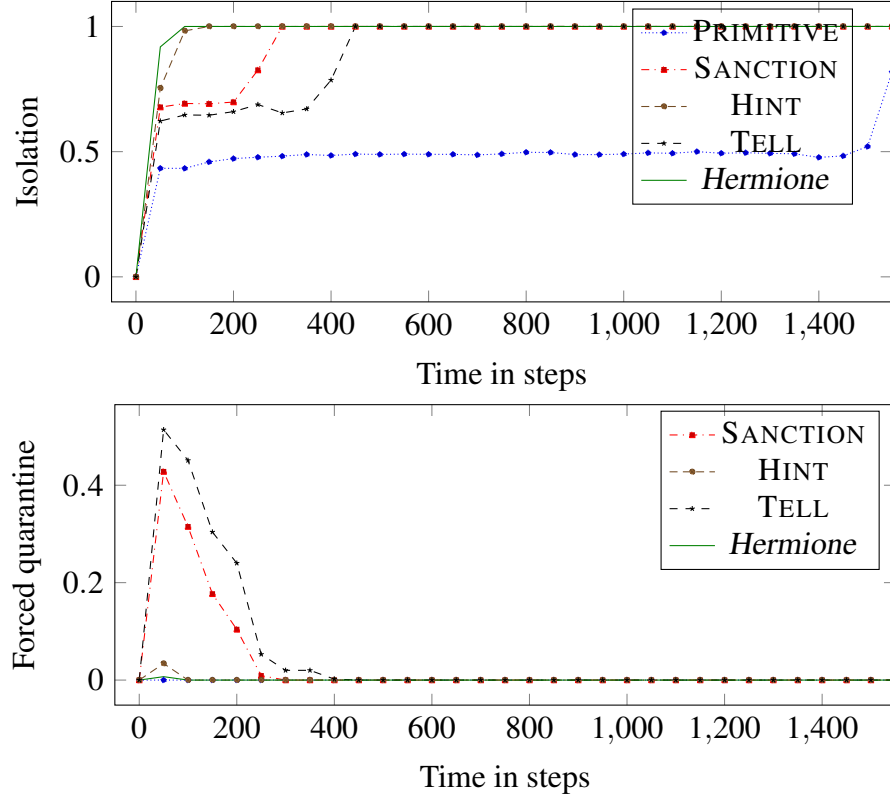 1
0.5
0
Isolation
PRIMITIVE
SANCTION
HINT
TELL
Hermione
0 200 400 600 800 1,000 1,200 1,400
Time in steps
0.4
0.2
0
Forced quarantine
SANCTION
HINT
TELL
Hermione
0 200 400 600 800 1,000 1,200 1,400
Time in steps